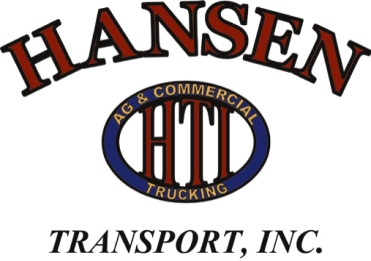 HANSEN
AG & COMMERCIAL
HTI
TRUCKING
TRANSPORT, INC.